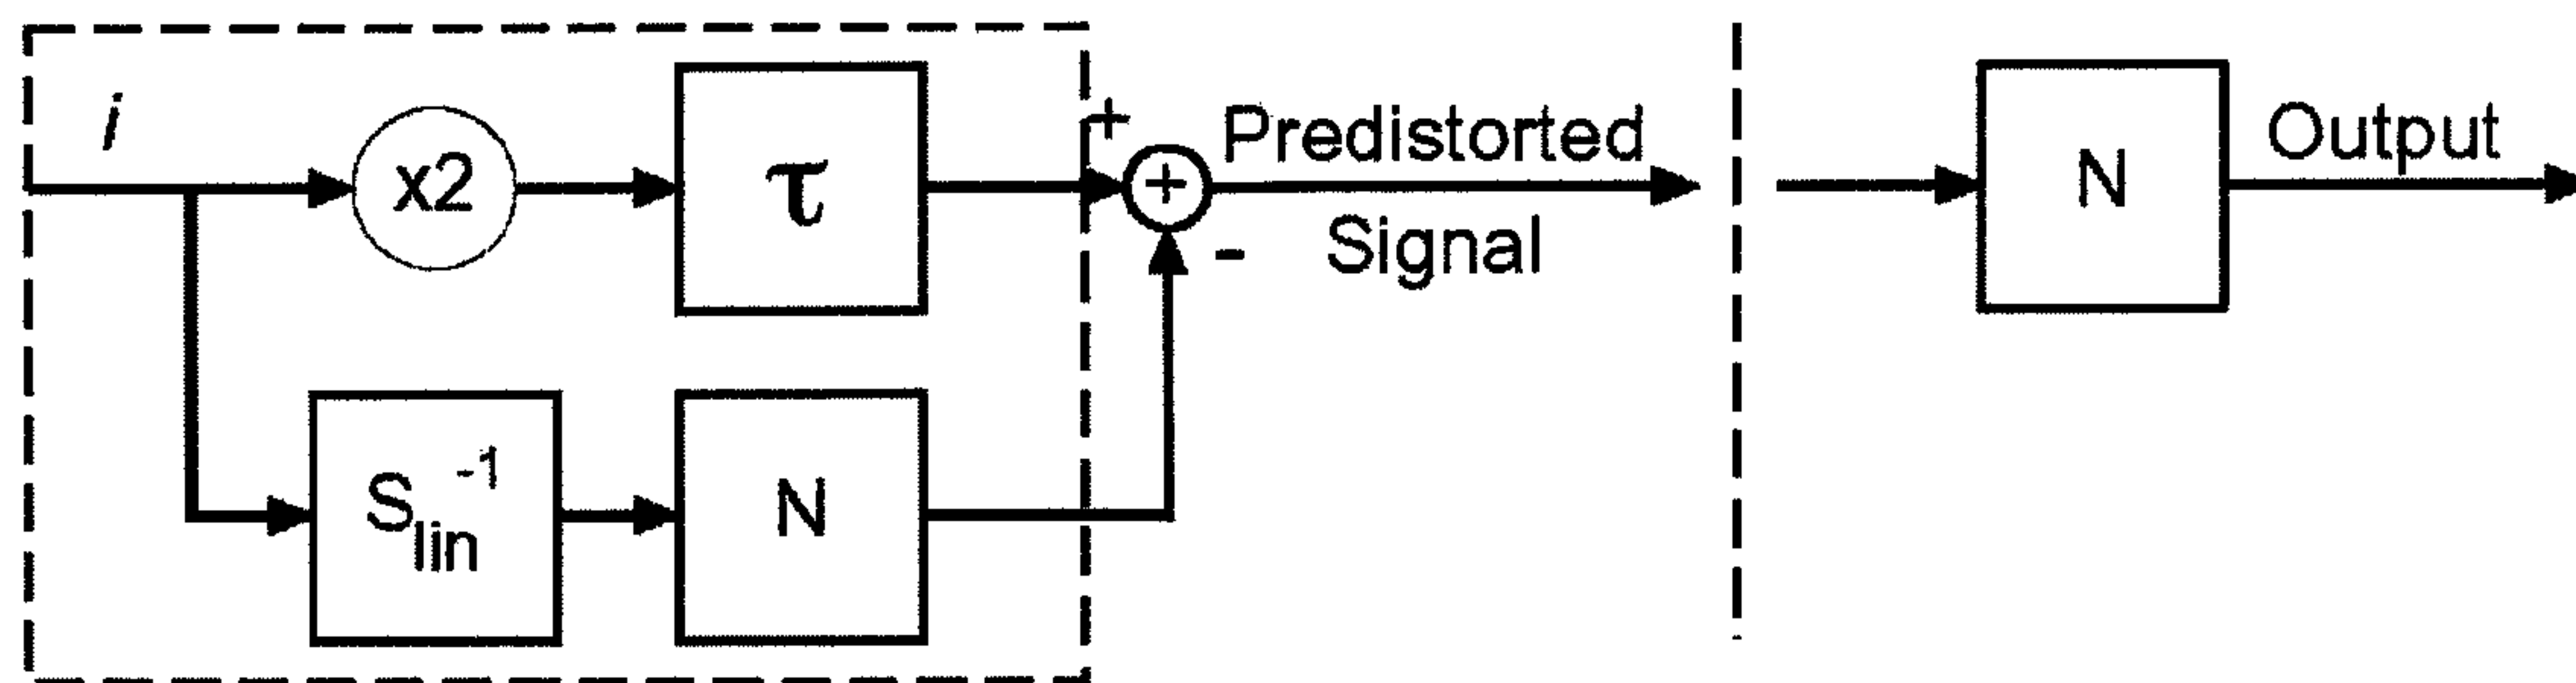 i
x2
τ
+
+
Predistorted
Signal
-
N
Output
S_lin^-1
N